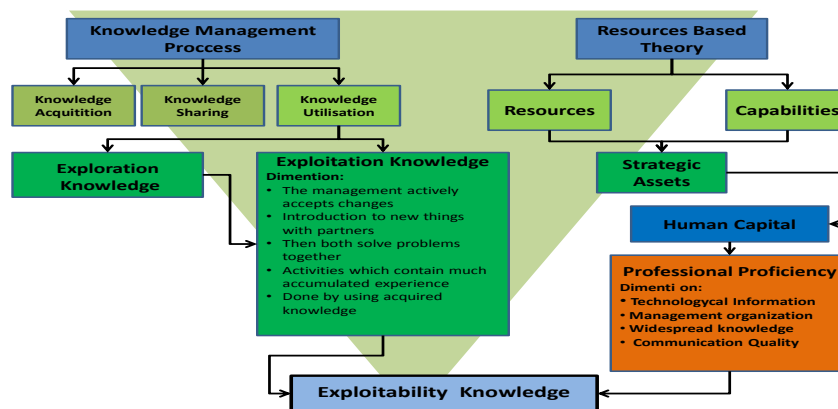 Knowledge Management
Proccess
Resources Based
Theory
Knowledge
Acquitition
Knowledge
Sharing
Knowledge
Utilisation
Resources
Capabilities
Exploration
Knowledge
Exploitation Knowledge
Dimention:
• The management actively
accepts changes
• Introduction to new things
with partners
• Then both solve problems
together
• Activities which contain much
accumulated experience
• Done by using acquired
knowledge
Strategic
Assets
Human Capital
Professional Proficiency
Dimenti on:
• Technologycal Information
• Management organization
• Widespread knowledge
• Communication Quality
Exploitability Knowledge